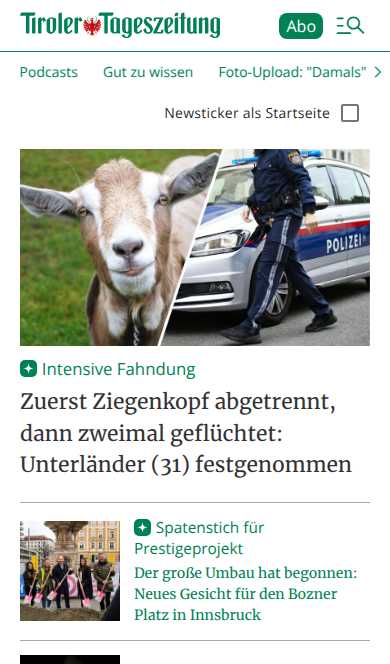 Tiroler Tageszeitung
Abo
Podcasts Gut zu wissen Foto-Upload: "Damals"
Newsticker als Startseite
POLIZEI
Intensive Fahndung
Zuerst Ziegenkopf abgetrennt,
dann zweimal geflüchtet:
Unterländer (31) festgenommen
Spatenstich für
Prestigeprojekt
Der große Umbau hat begonnen:
Neues Gesicht für den Bozner
Platz in Innsbruck